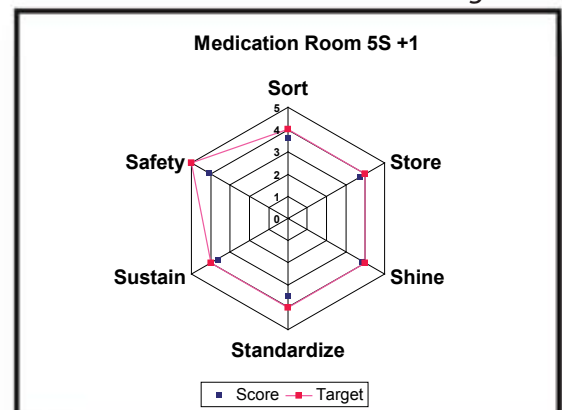 Medication Room 5S +1
Sort
5
4
3
2
1
0
Safety
Store
Sustain
Shine
Standardize
Score
Target